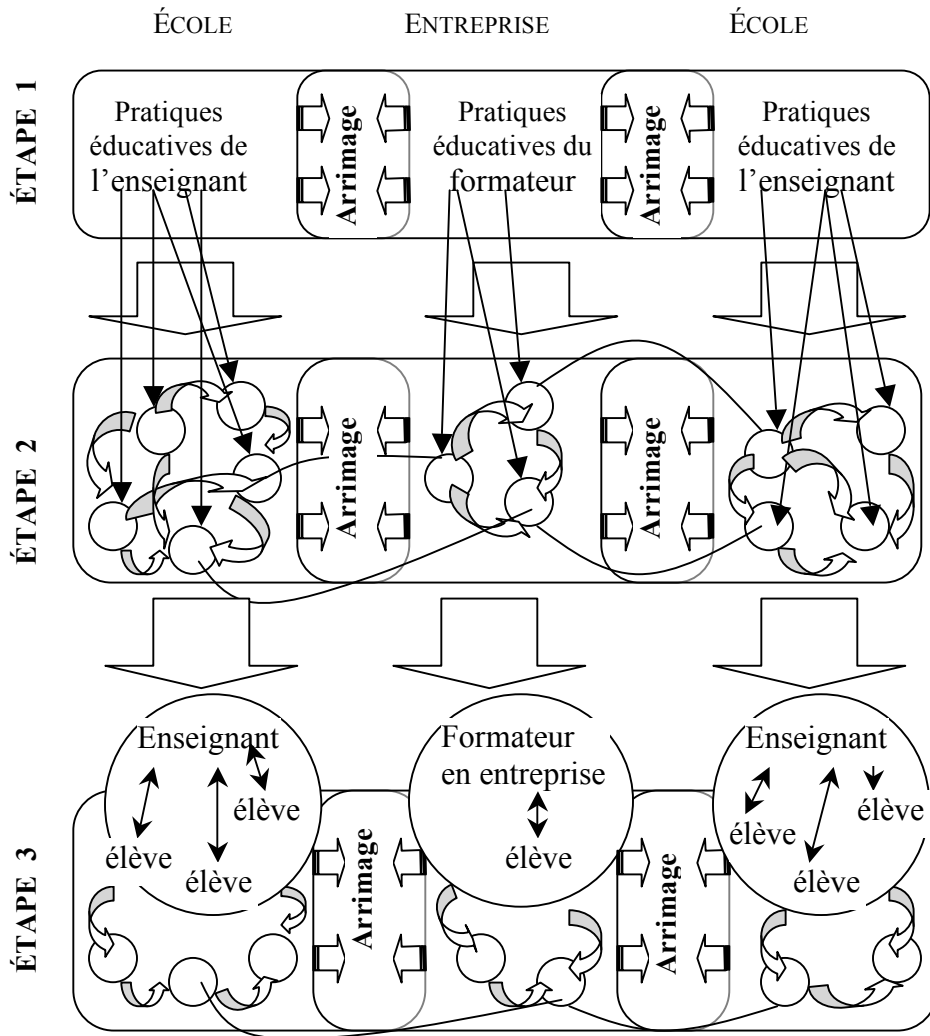 ÉCOLE ENTREPRISE ÉCOLE
ÉTAPE 1
Pratiques
éducatives de
l'enseignant
Arrimage
Pratiques
éducatives du
formateur
Arrimage
Pratiques
éducatives de
l'enseignant
ÉTAPE 2
Arrimage
Arrimage
ÉTAPE 3
Enseignant
élève
élève
élève
Arrimage
Formateur
en entreprise
élève
Arrimage
Enseignant
élève
élève
élève